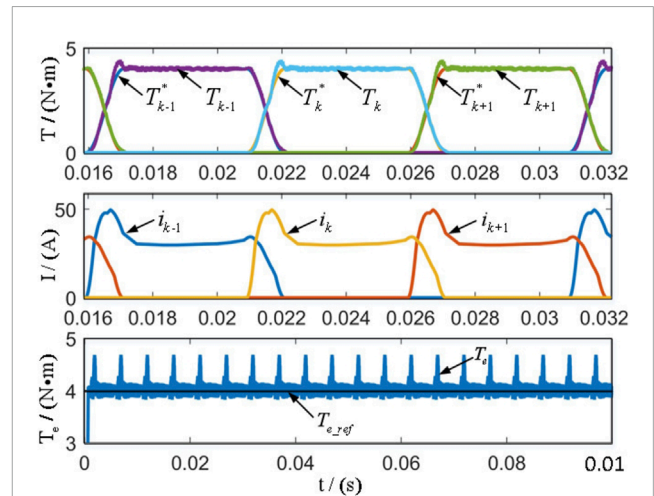 5
T / (N•m)
T*k-1
Tk-1
T*k
Tk
T*k+1
Tk+1
0
0.016 0.018 0.02 0.022 0.024 0.026 0.028 0.03 0.032
50
I / (A)
ik-1
ik
ik+1
0
0.016 0.018 0.02 0.022 0.024 0.026 0.028 0.03 0.032
5
Te / (N•m)
Te
4
Te_ref
3
0 0.02 0.04 0.06 0.08 0.01
t / (s)